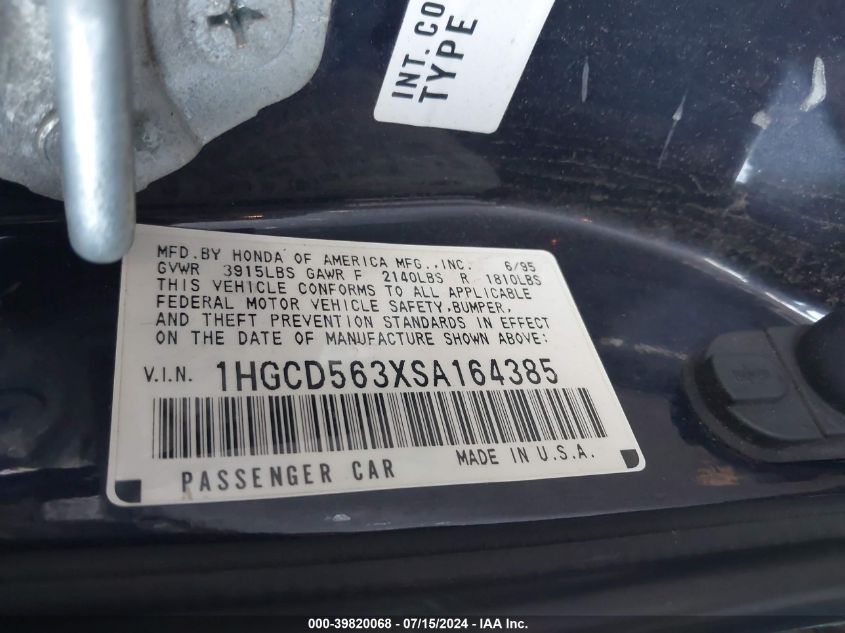 INT. CO
TYPE
MFD. BY HONDA OF AMERICA MFG., INC. 6/95
GVWR 3915LBS GAWR F 2140LBS R 1810LBS
THIS VEHICLE CONFORMS TO ALL APPLICABLE
FEDERAL MOTOR VEHICLE SAFETY, BUMPER,
AND THEFT PREVENTION STANDARDS IN EFFECT
ON THE DATE OF MANUFACTURE SHOWN ABOVE:
V.I.N. 1HGCD563XSA164385
PASSENGER CAR MADE IN U.S.A.
000-39820068 - 07/15/2024 - IAA Inc.